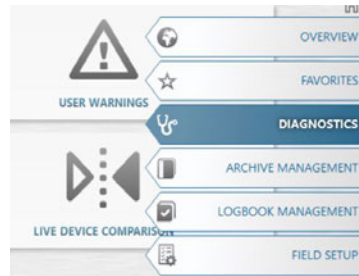 OVERVIEW
FAVORITES
USER WARNINGS
DIAGNOSTICS
ARCHIVE MANAGEMENT
LOGBOOK MANAGEMENT
LIVE DEVICE COMPARISON
FIELD SETUP